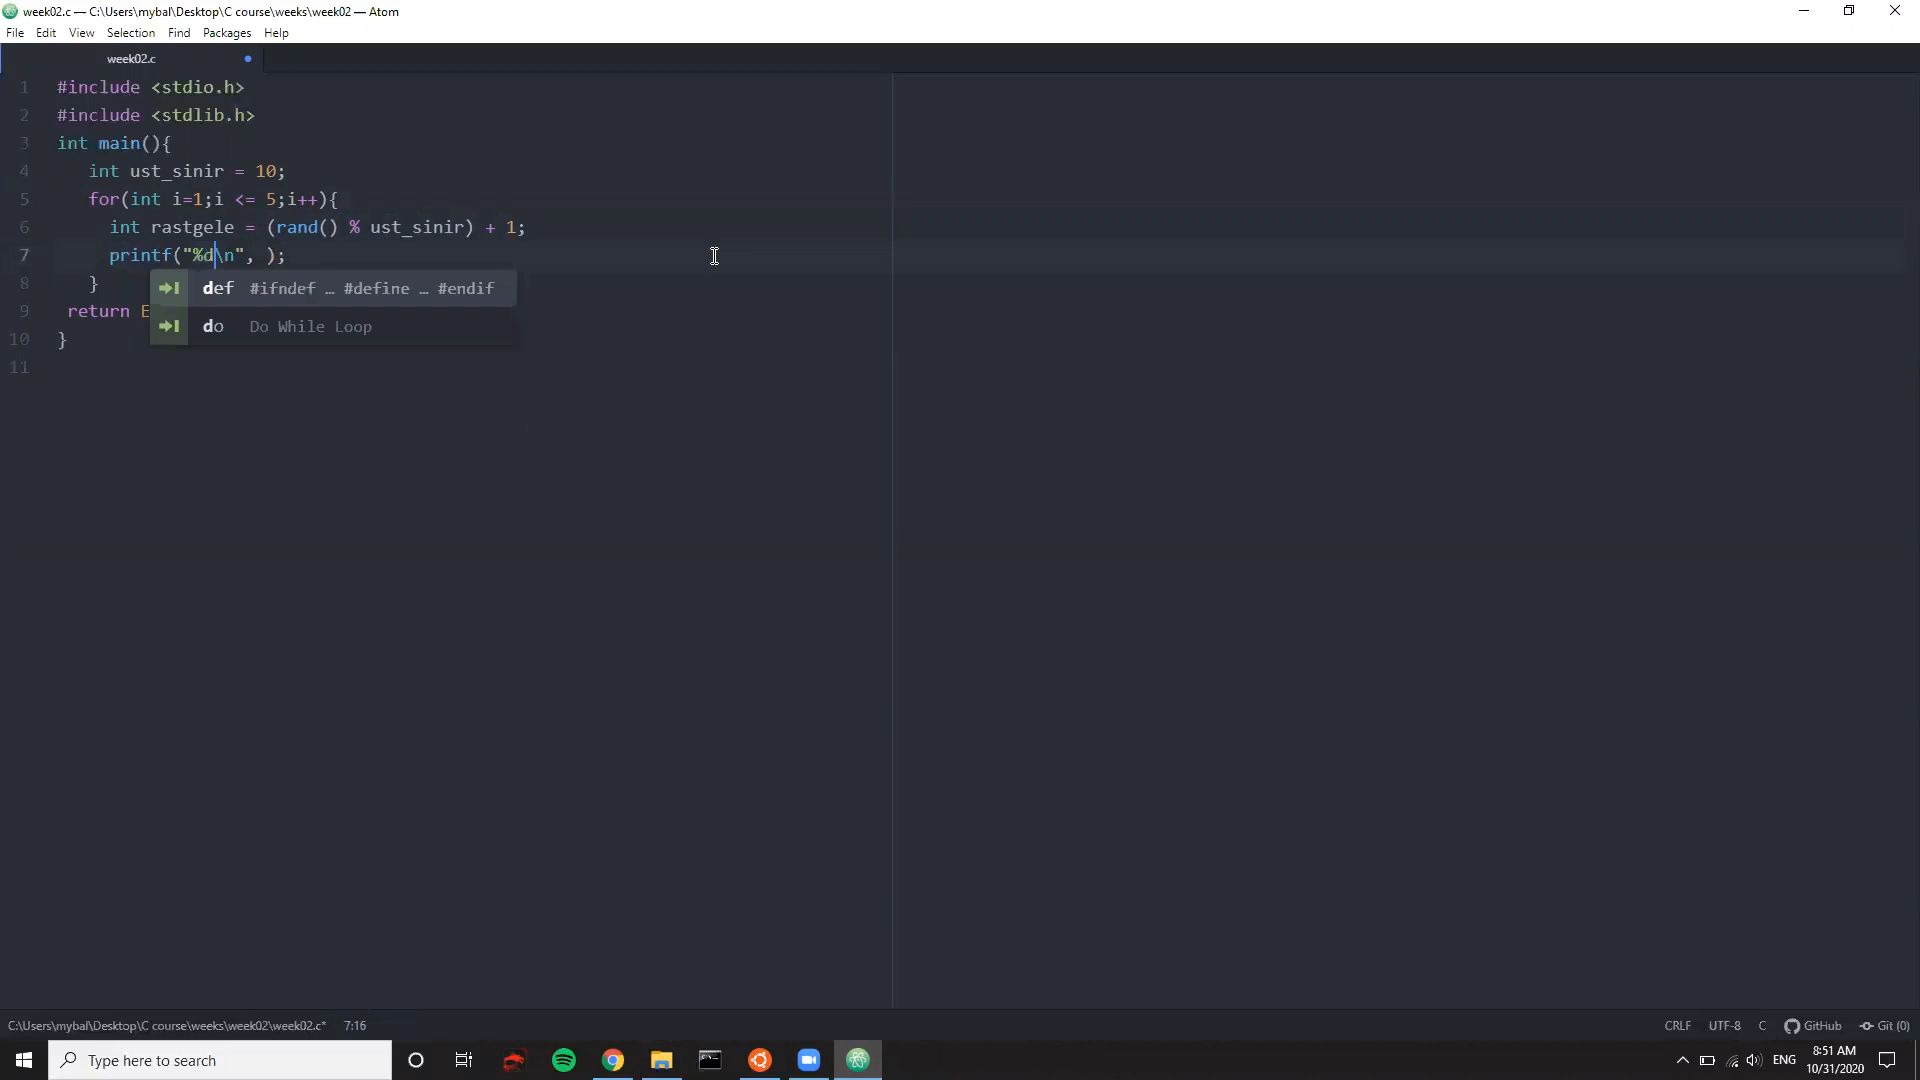 week02.c — C:\Users\mybal\Desktop\C course\weeks\week02 — Atom
File Edit View Selection Find Packages Help
week02.c
1 #include <stdio.h>
2 #include <stdlib.h>
3 int main(){
4 int ust_sinir = 10;
5 for(int i=1;i <= 5;i++){
6 int rastgele = (rand() % ust_sinir) + 1;
7 printf("%d\n", );
8 }
def #ifndef … #define … #endif
9 return E
do Do While Loop
10 }
11
C:\Users\mybal\Desktop\C course\weeks\week02\week02.c* 7:16 CRLF UTF-8 C GitHub Git (0)
Type here to search ENG 8:51 AM
10/31/2020